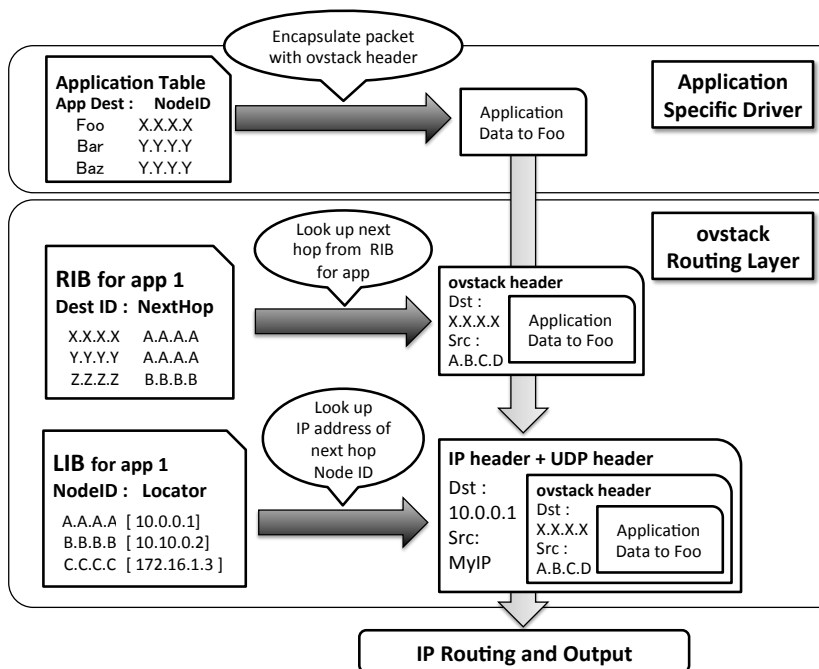 Encapsulate packet
with ovstack header
Application Table
App Dest : NodeID
Foo X.X.X.X
Bar Y.Y.Y.Y
Baz Y.Y.Y.Y
Application
Data to Foo
Application
Specific Driver
Look up next
hop from RIB
for app
ovstack
Routing Layer
RIB for app 1
Dest ID : NextHop
X.X.X.X A.A.A.A
Y.Y.Y.Y A.A.A.A
Z.Z.Z.Z B.B.B.B
ovstack header
Dst :
X.X.X.X
Src :
A.B.C.D
Application
Data to Foo
Look up
IP address of
next hop
Node ID
LIB for app 1
NodeID : Locator
A.A.A.A [ 10.0.0.1]
B.B.B.B [ 10.10.0.2]
C.C.C.C [ 172.16.1.3 ]
IP header + UDP header
Dst :
10.0.0.1
Src:
MyIP
ovstack header
Dst :
X.X.X.X
Src :
A.B.C.D
Application
Data to Foo
IP Routing and Output